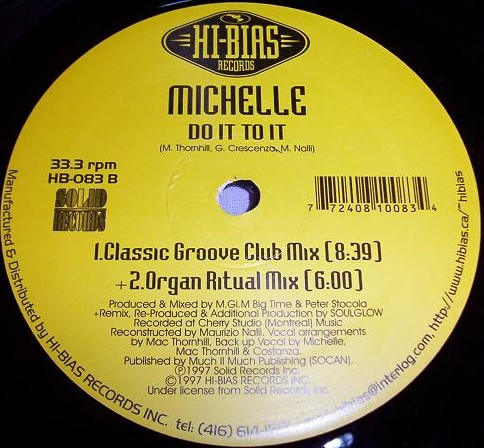 HI-BIAS
RECORDS
MICHELLE
DO IT TO IT
(M. Thornhill, G. Crescenzo, M. Nalli)
33.3 rpm
HB-083 B
SOLID
RECORDS
7 72408 10083 4
1.Classic Groove Club Mix (8:39)
+2.Organ Ritual Mix (6:00)
Produced & Mixed by M.Gi.M Big Time & Peter Stocola
+Remix, Re-Produced & Additional Production by SOULGLOW
Recorded at Cherry Studio (Montreal) Music
Reconstructed by Maurizio Nalli. Vocal arrangements
by Mac Thornhill, Back up Vocal by Michelle,
Mac Thornhill & Costanza.
Published by Much II Much Publishing (SOCAN).
Ⓟ1997 Solid Records Inc.
©1997 HI-BIAS RECORDS INC.
Under license from Solid Records Inc.
Manufactured & Distributed by HI-BIAS RECORDS INC. tel: (416) 614-
@interlog.com, http://www.hibias.ca/~hibias